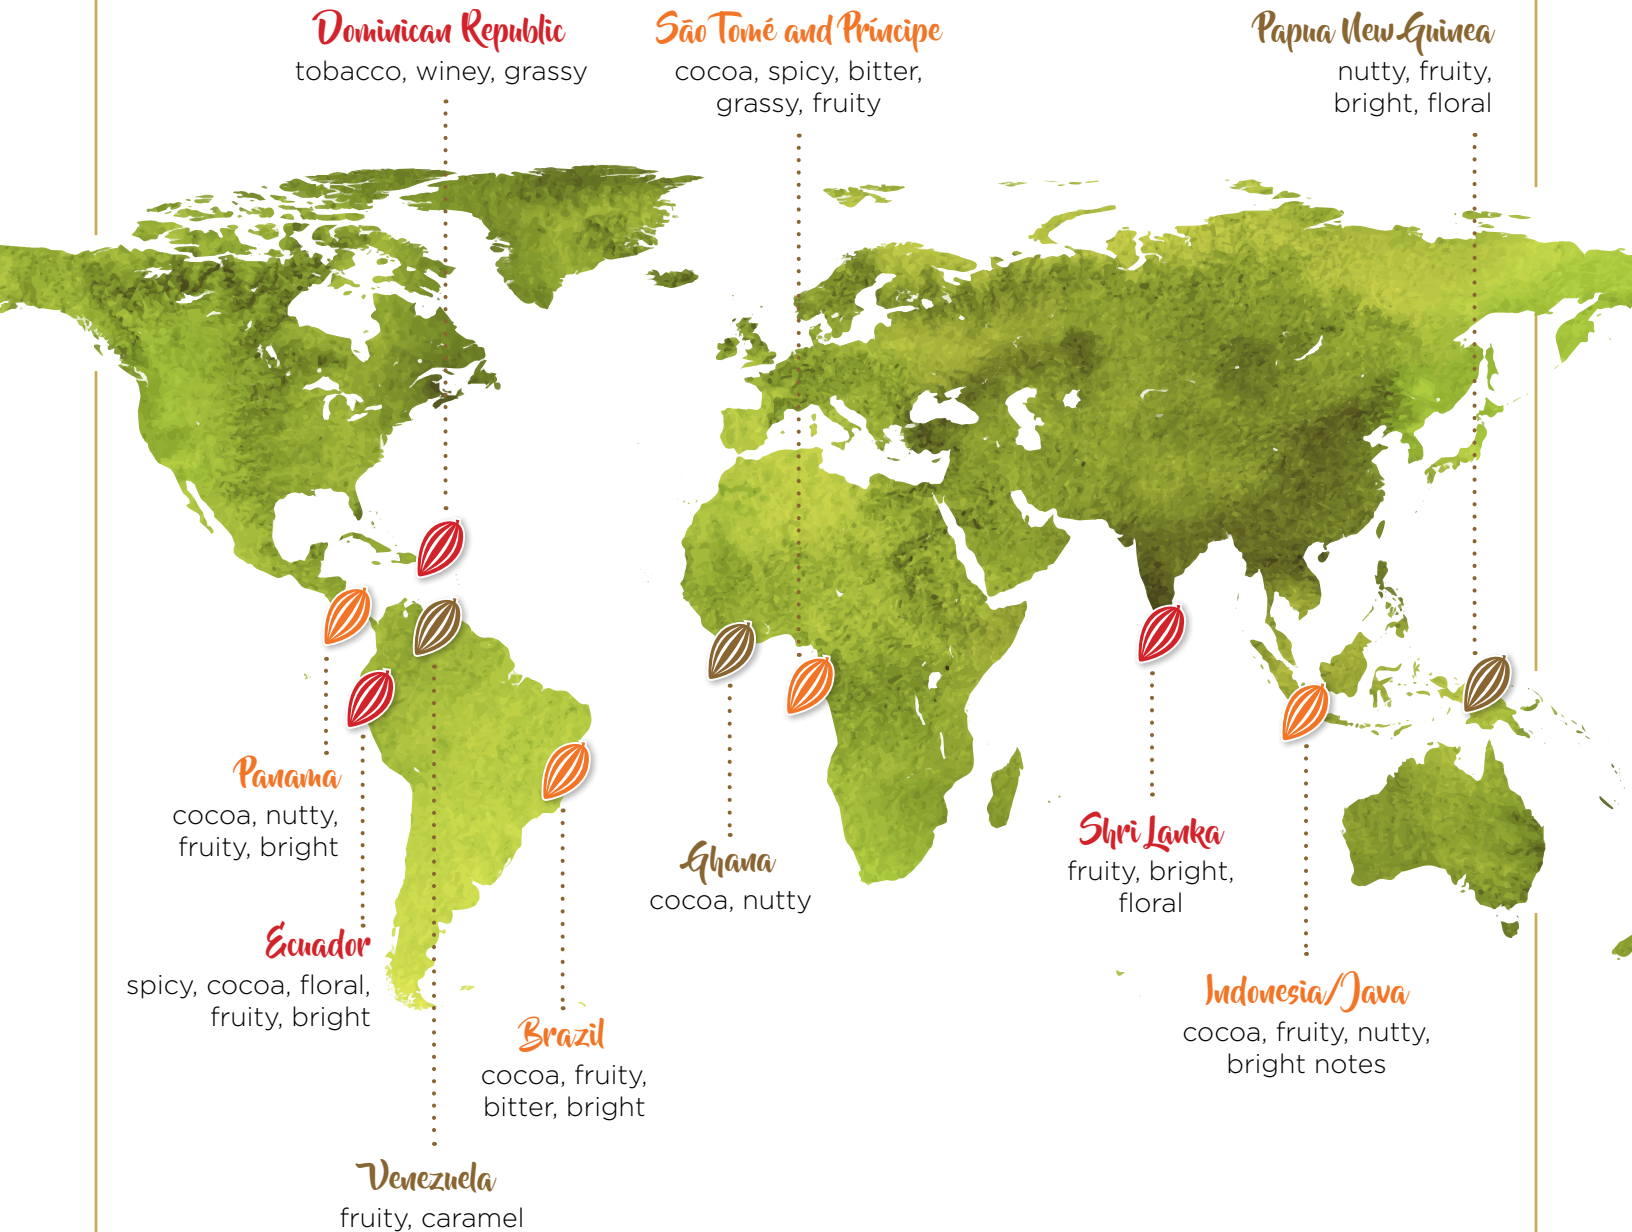 Dominican Republic
tobacco, winey, grassy
São Tomé and Príncipe
cocoa, spicy, bitter,
grassy, fruity
Papua New Guinea
nutty, fruity,
bright, floral
Panama
cocoa, nutty,
fruity, bright
Ecuador
spicy, cocoa, floral,
fruity, bright
Venezuela
fruity, caramel
Brazil
cocoa, fruity,
bitter, bright
Ghana
cocoa, nutty
Shri Lanka
fruity, bright,
floral
Indonesia/Java
cocoa, fruity, nutty,
bright notes